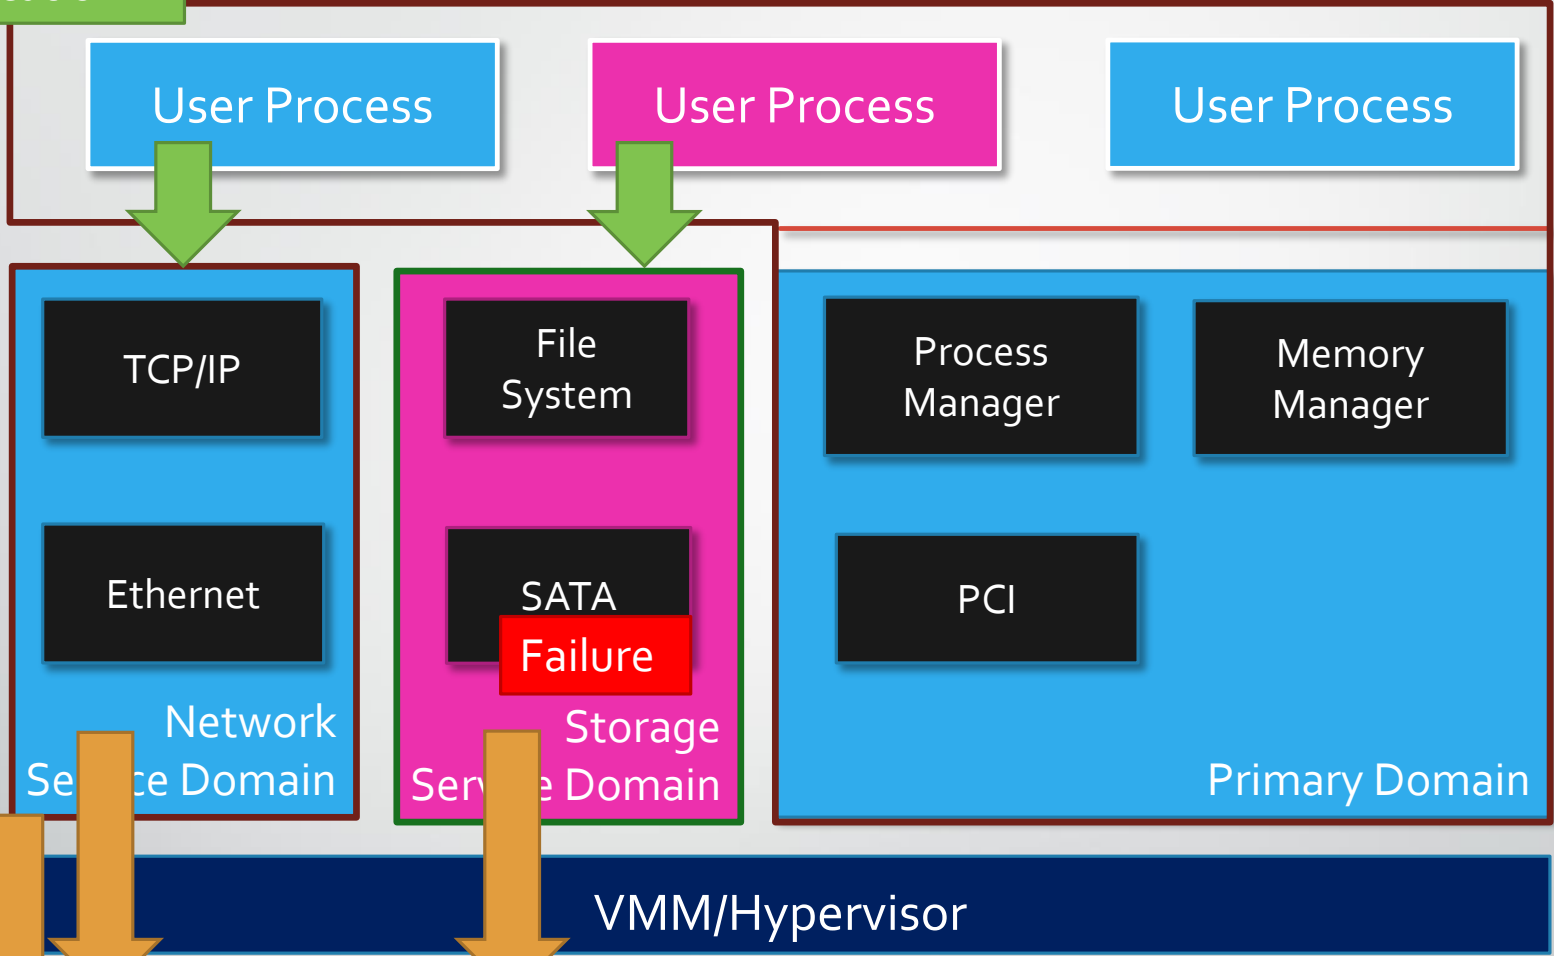 User Process
User Process
User Process
TCP/IP
File
System
Process
Manager
Memory
Manager
Ethernet
SATA
Failure
PCI
Network
Domain
Storage
Domain
Primary Domain
VMM/Hypervisor